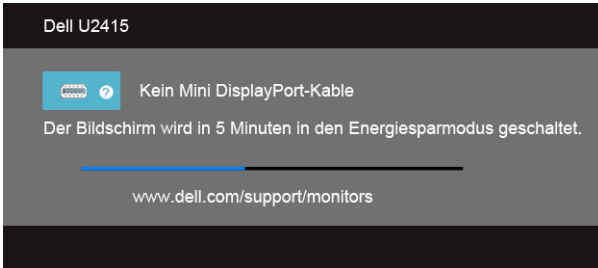 Dell U2415
Kein Mini DisplayPort-Kable
Der Bildschirm wird in 5 Minuten in den Energiesparmodus geschaltet.
www.dell.com/support/monitors